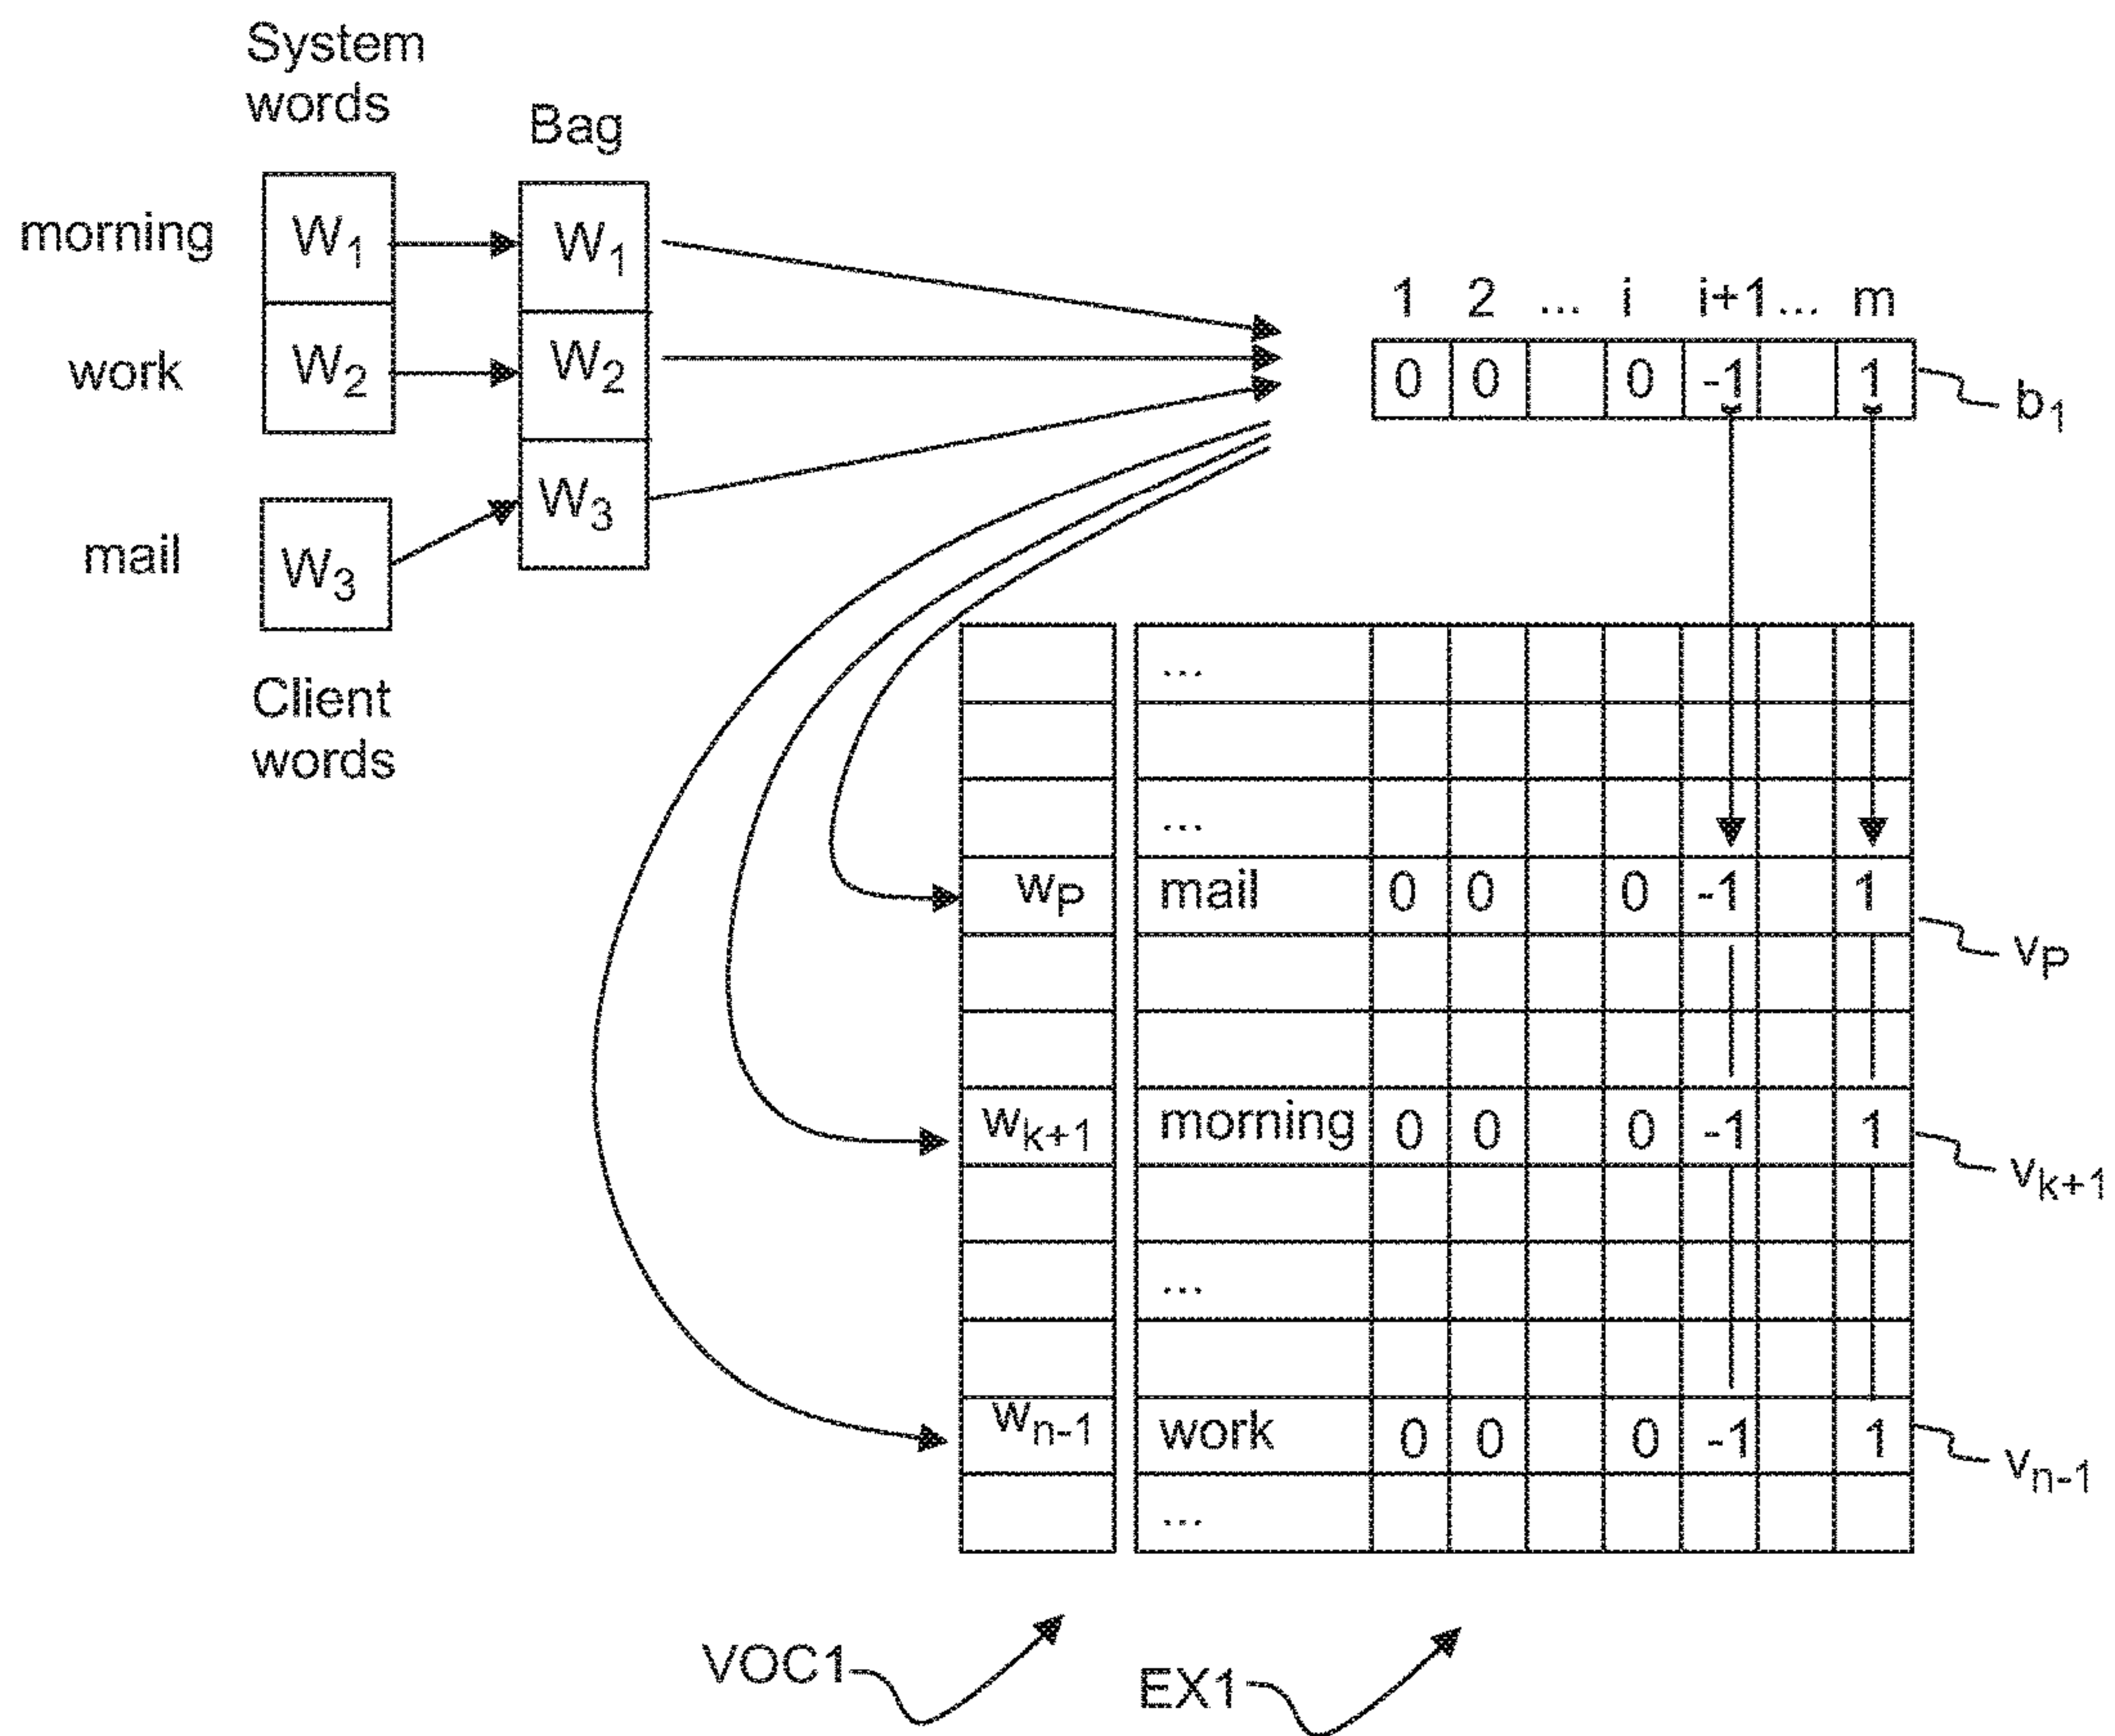 System
words
Bag
morning W₁ W₁
1 2 ... i i+1 ... m
work W₂ W₂ 0 0 0 -1 1 b₁
W₃
mail W₃
Client
words
...
...
wₚ mail 0 0 0 -1 1
vₚ
wₖ₊₁ morning 0 0 0 -1 1
vₖ₊₁
...
wₙ₋₁ work 0 0 0 -1 1
vₙ₋₁
...
VOC1 EX1